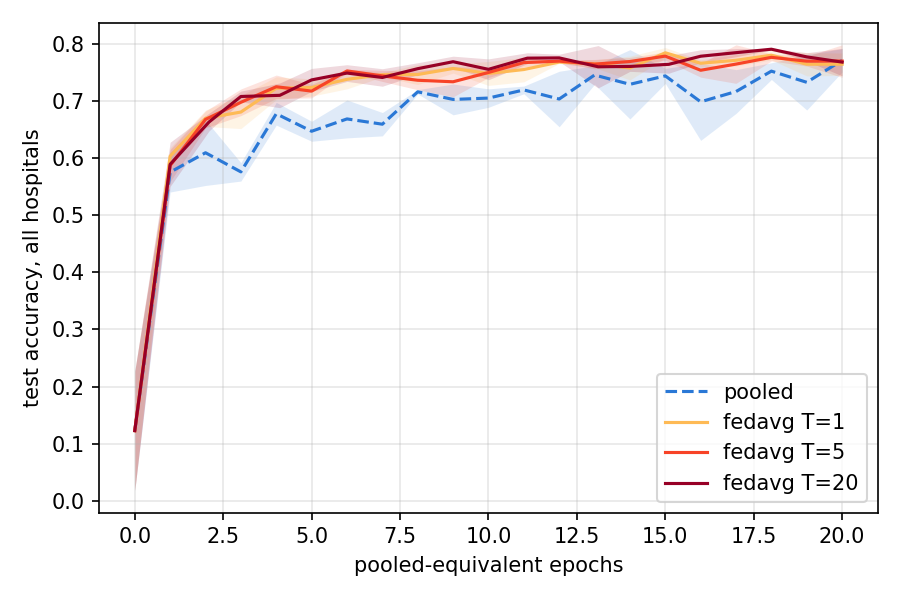 test accuracy, all hospitals
0.8
0.7
0.6
0.5
0.4
0.3
0.2
0.1
0.0
0.0 2.5 5.0 7.5 10.0 12.5 15.0 17.5 20.0
pooled-equivalent epochs
pooled
fedavg T=1
fedavg T=5
fedavg T=20